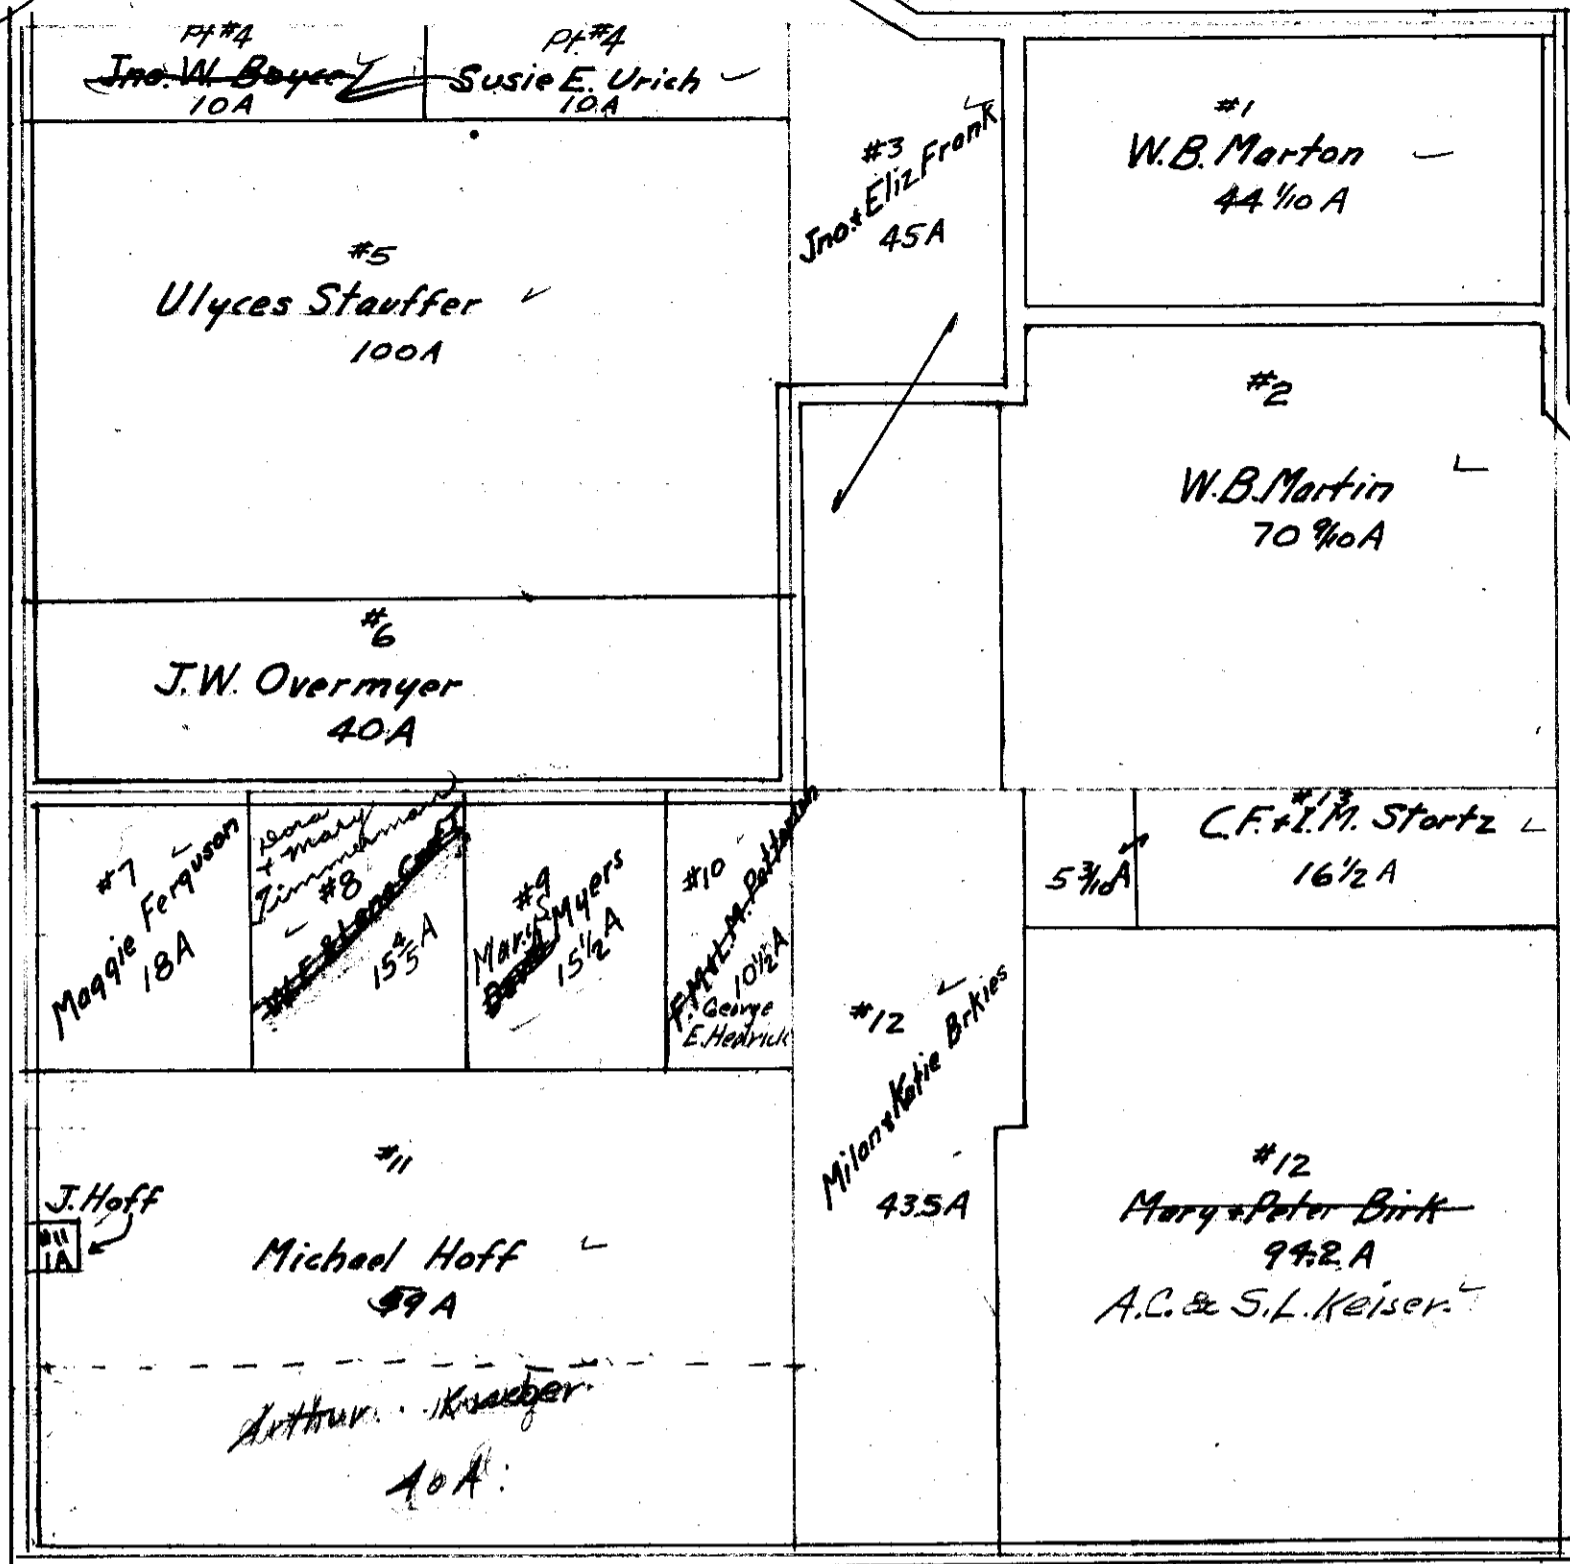 Pt #4
Jno. W. Boyer
10A
Pt #4
Susie E. Urich
10A
#3
Jno. & Eliz Frank
45A
#1
W.B. Marton
44 1/10 A
#5
Ulyces Stauffer
100A
#2
W.B. Martin
70 9/10 A
#6
J.W. Overmyer
40A
#7
Maggie Ferguson
18A
Dora
& Mary
Zimmerman
#8
15 4/5 A
#9
Mary S
Myers
15 1/2 A
#10
F.M. & L.M. Patterson
10 1/2 A
George
E. Hedrick
5 3/10 A
#13
C.F. & I.M. Stortz
16 1/2 A
#12
Milan & Katie Brkies
43.5A
#11
J. Hoff
#11
1A
Michael Hoff
59 A
Arthur
40A.
#12
Mary & Peter Birk
94.2 A
A.C. & S.L. Keiser.